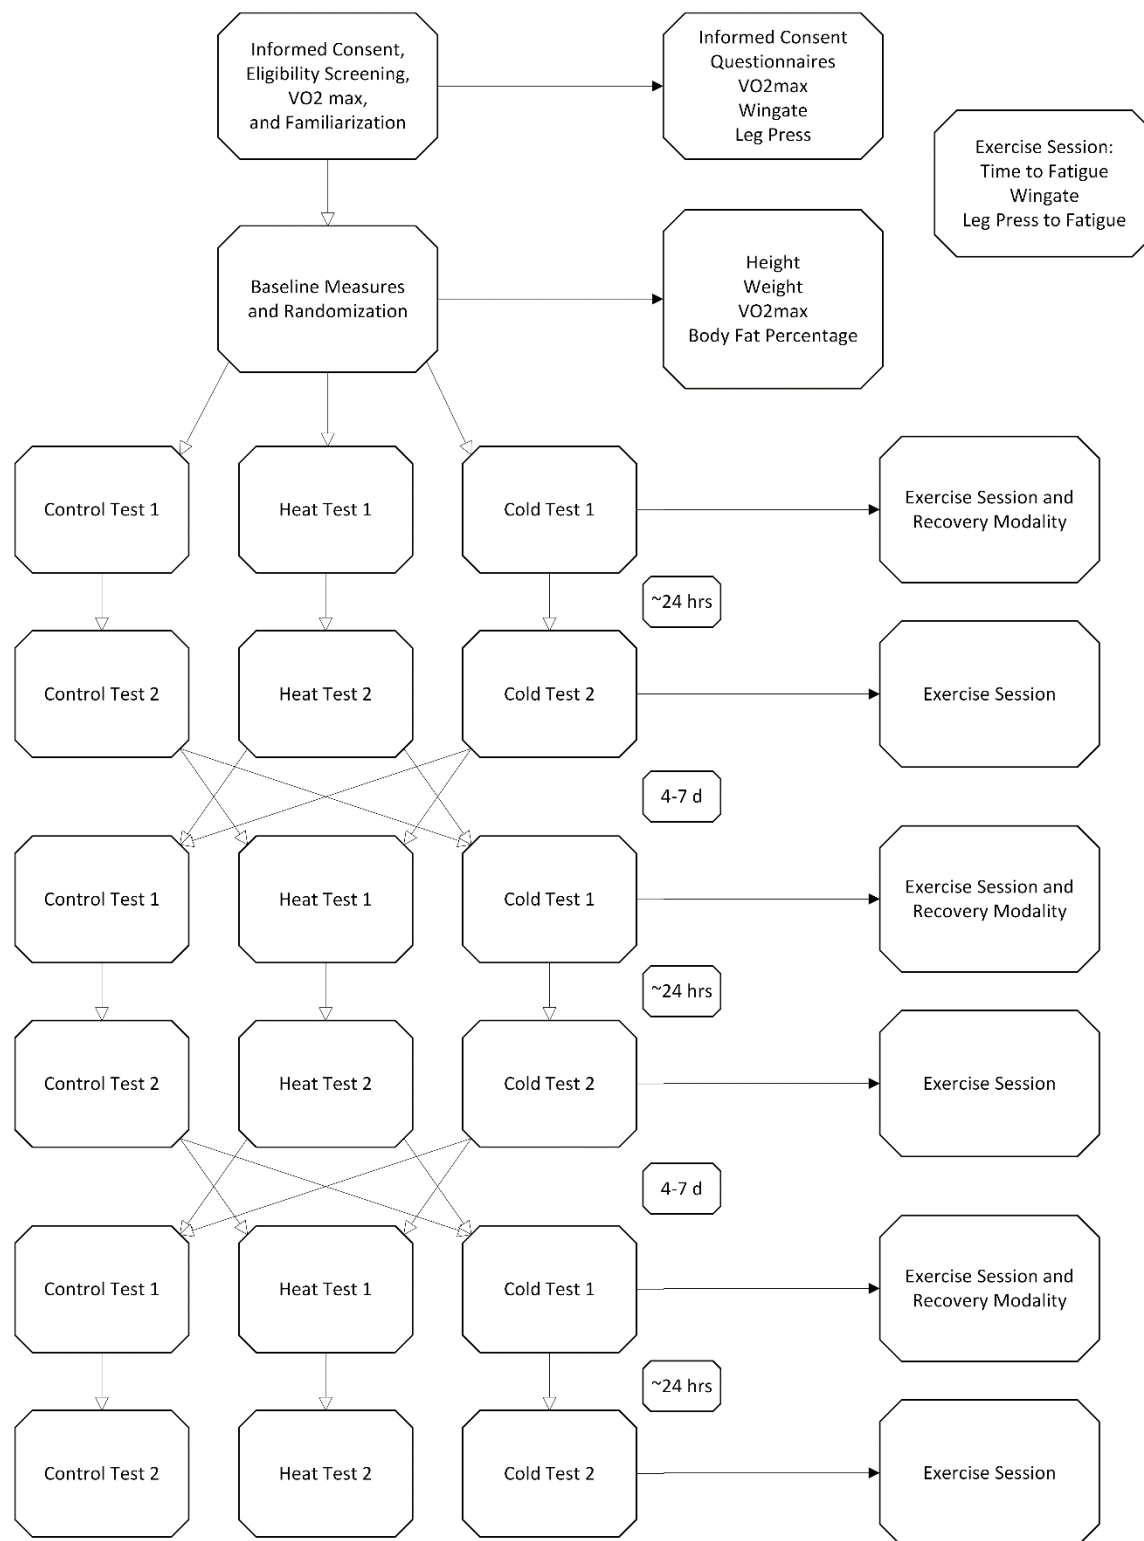 Informed Consent,
Eligibility Screening,
VO2 max,
and Familiarization
Informed Consent
Questionnaires
VO2max
Wingate
Leg Press
Exercise Session:
Time to Fatigue
Wingate
Leg Press to Fatigue
Baseline Measures
and Randomization
Height
Weight
VO2max
Body Fat Percentage
Control Test 1
Heat Test 1
Cold Test 1
Exercise Session and
Recovery Modality
~24 hrs
Control Test 2
Heat Test 2
Cold Test 2
Exercise Session
4-7 d
Control Test 1
Heat Test 1
Cold Test 1
Exercise Session and
Recovery Modality
~24 hrs
Control Test 2
Heat Test 2
Cold Test 2
Exercise Session
4-7 d
Control Test 1
Heat Test 1
Cold Test 1
Exercise Session and
Recovery Modality
~24 hrs
Control Test 2
Heat Test 2
Cold Test 2
Exercise Session